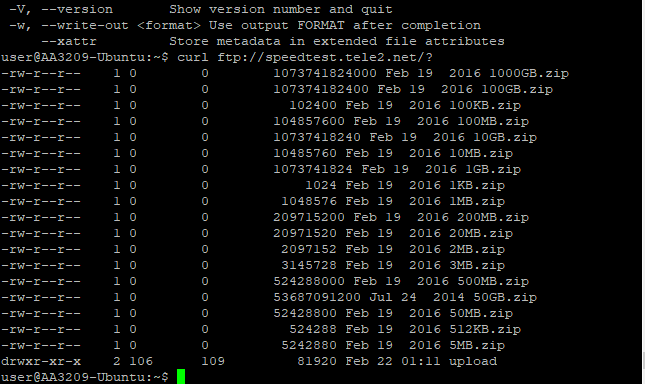 -V, --version       Show version number and quit
-w, --write-out <format> Use output FORMAT after completion
--xattr         Store metadata in extended file attributes
user@AA3209-Ubuntu:~$ curl ftp://speedtest.tele2.net/?
-rw-r--r--    1 0        0        1073741824000 Feb 19  2016 1000GB.zip
-rw-r--r--    1 0        0        107374182400 Feb 19  2016 100GB.zip
-rw-r--r--    1 0        0          102400 Feb 19  2016 100KB.zip
-rw-r--r--    1 0        0        104857600 Feb 19  2016 100MB.zip
-rw-r--r--    1 0        0        10737418240 Feb 19  2016 10GB.zip
-rw-r--r--    1 0        0        10485760 Feb 19  2016 10MB.zip
-rw-r--r--    1 0        0        1073741824 Feb 19  2016 1GB.zip
-rw-r--r--    1 0        0            1024 Feb 19  2016 1KB.zip
-rw-r--r--    1 0        0         1048576 Feb 19  2016 1MB.zip
-rw-r--r--    1 0        0        209715200 Feb 19  2016 200MB.zip
-rw-r--r--    1 0        0        20971520 Feb 19  2016 20MB.zip
-rw-r--r--    1 0        0         2097152 Feb 19  2016 2MB.zip
-rw-r--r--    1 0        0         3145728 Feb 19  2016 3MB.zip
-rw-r--r--    1 0        0        524288000 Feb 19  2016 500MB.zip
-rw-r--r--    1 0        0        53687091200 Jul 24  2014 50GB.zip
-rw-r--r--    1 0        0        52428800 Feb 19  2016 50MB.zip
-rw-r--r--    1 0        0          524288 Feb 19  2016 512KB.zip
-rw-r--r--    1 0        0         5242880 Feb 19  2016 5MB.zip
drwxr-xr-x    2 106      109         81920 Feb 22 01:11 upload
user@AA3209-Ubuntu:~$